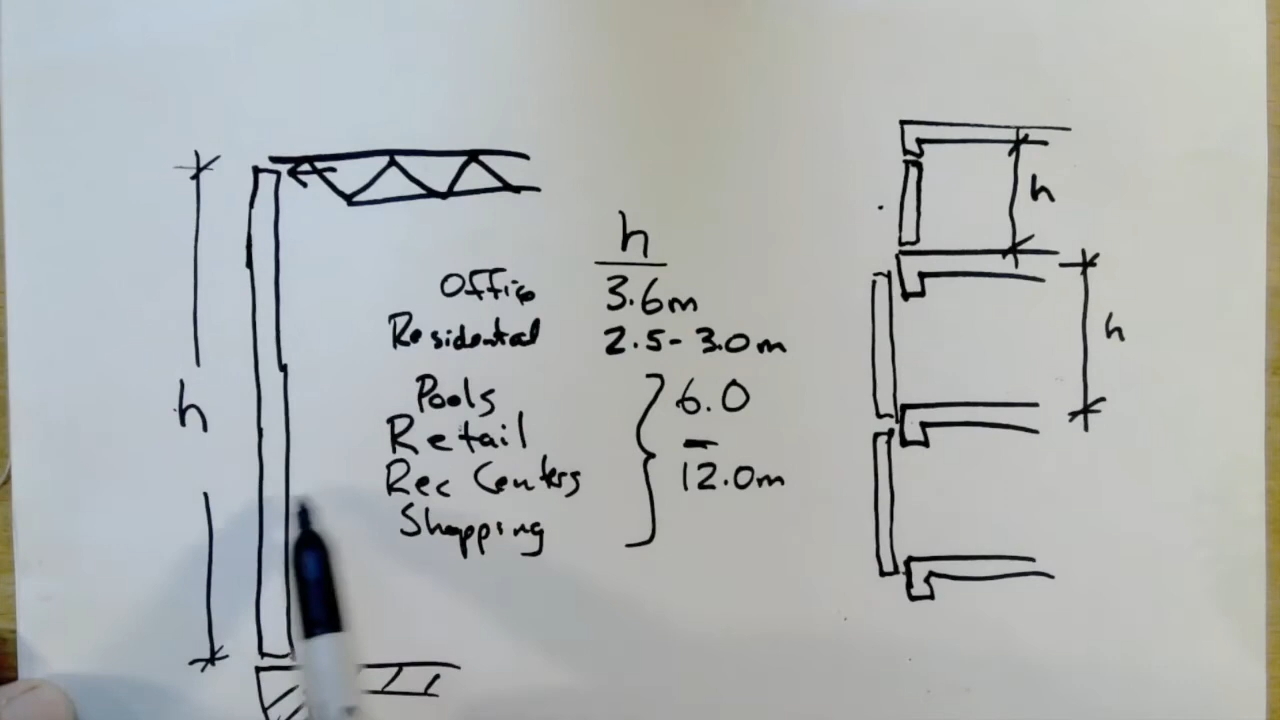 h
Office 3.6m
Residential 2.5-3.0m
Pools 6.0
Retail -
Rec Centers 12.0m
Shopping
h
h
h